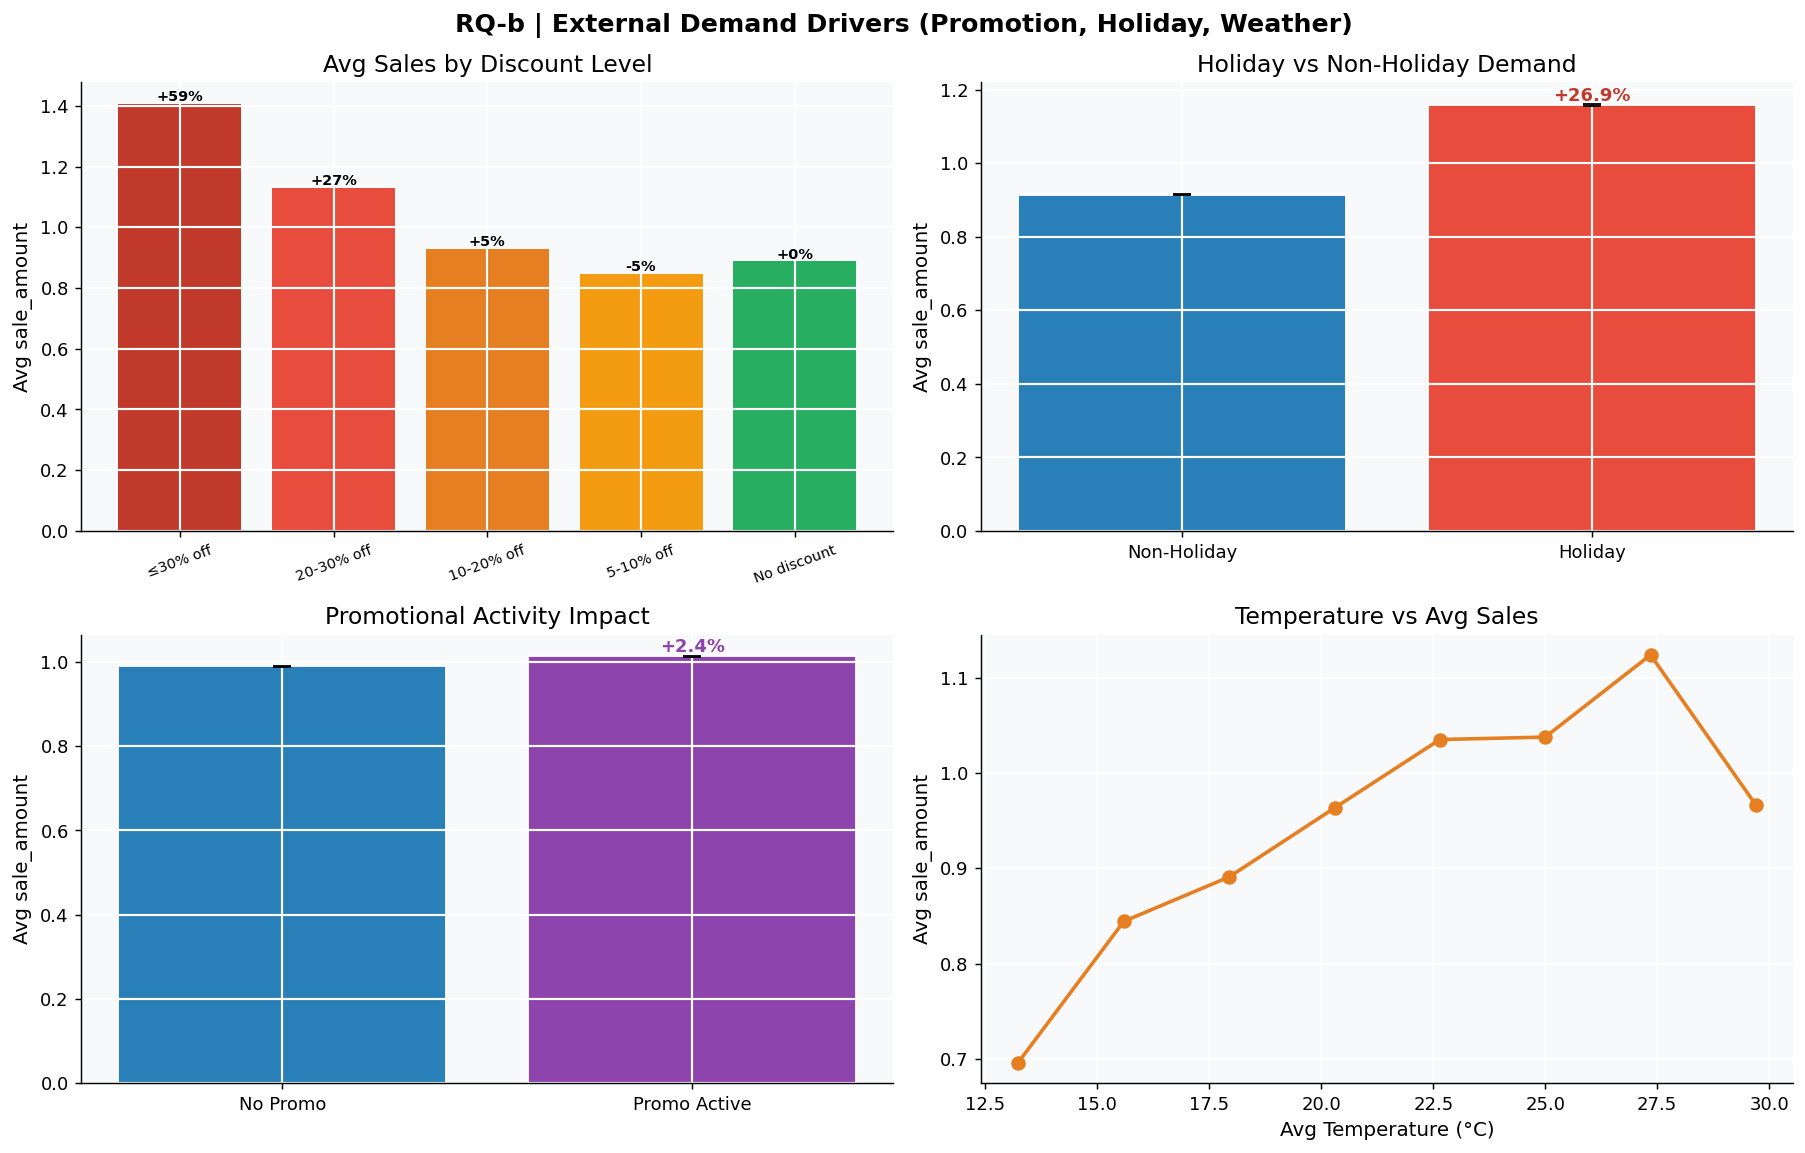 RQ-b | External Demand Drivers (Promotion, Holiday, Weather)
Avg Sales by Discount Level
Avg sale_amount
1.4
1.2
1.0
0.8
0.6
0.4
0.2
0.0
+59%
+27%
+5%
-5%
+0%
≤30% off
20-30% off
10-20% off
5-10% off
No discount
Holiday vs Non-Holiday Demand
Avg sale_amount
1.2
1.0
0.8
0.6
0.4
0.2
0.0
+26.9%
Non-Holiday
Holiday
Promotional Activity Impact
Avg sale_amount
1.0
0.8
0.6
0.4
0.2
0.0
+2.4%
No Promo
Promo Active
Temperature vs Avg Sales
Avg sale_amount
1.1
1.0
0.9
0.8
0.7
12.5
15.0
17.5
20.0
22.5
25.0
27.5
30.0
Avg Temperature (°C)